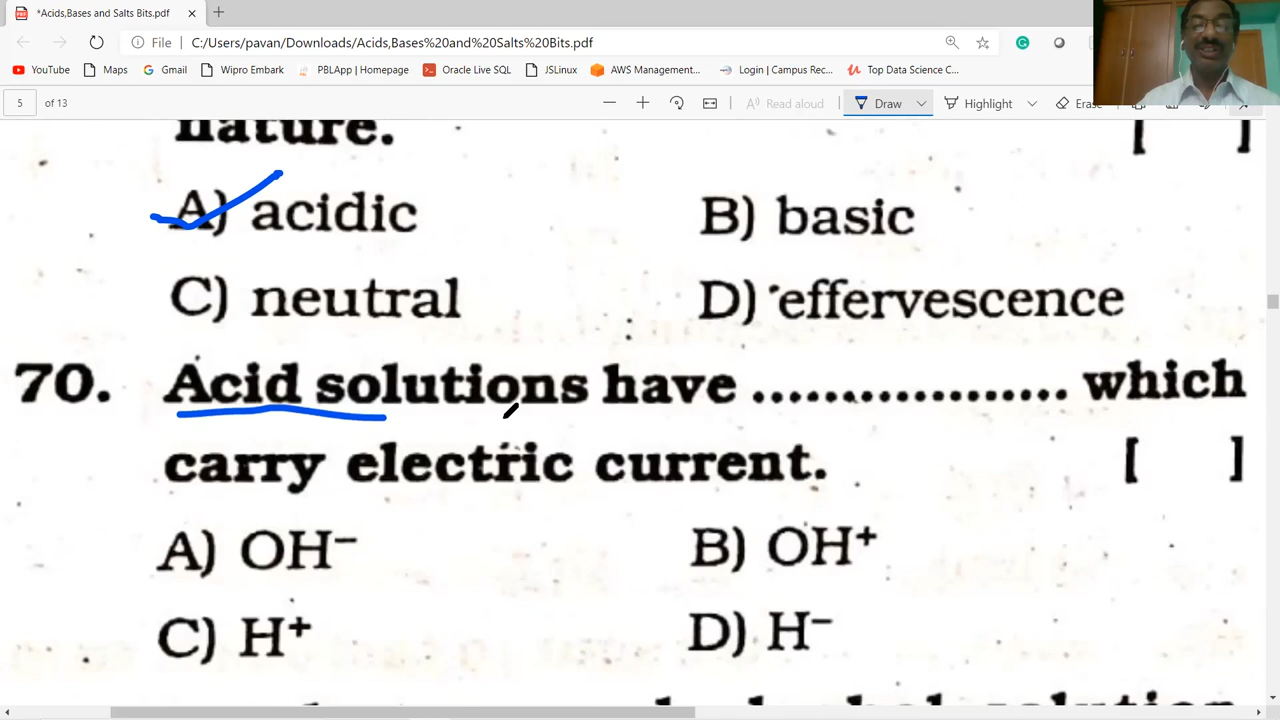 *Acids,Bases and Salts Bits.pdf
File C:/Users/pavan/Downloads/Acids,Bases%20and%20Salts%20Bits.pdf
YouTube Maps Gmail Wipro Embark PBLApp | Homepage Oracle Live SQL JSLinux AWS Management... Login | Campus Rec... Top Data Science C...
5 of 13 Read aloud Draw Highlight Erase
nature. [ ]
A) acidic B) basic
C) neutral D) effervescence
70. Acid solutions have .................. which
carry electric current. [ ]
A) OH⁻ B) OH⁺
C) H⁺ D) H⁻